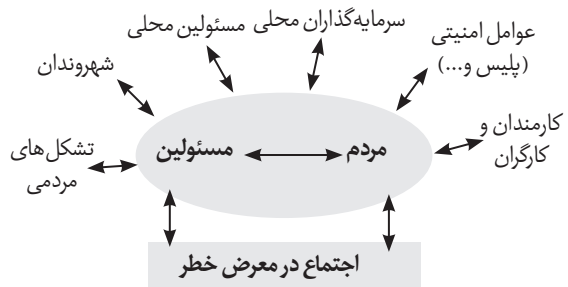 عوامل امنیتی
(پلیس و...)
سرمایه‌گذاران محلی
مسئولین محلی
شهروندان
کارمندان و
کارگران
مردم
مسئولین
تشکل‌های
مردمی
اجتماع در معرض خطر